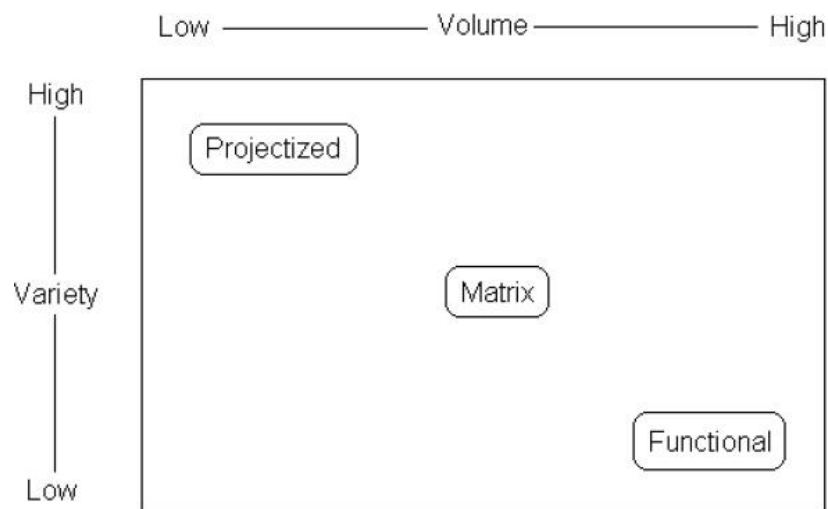 Low Volume High
High
Projectized
Variety
Matrix
Functional
Low